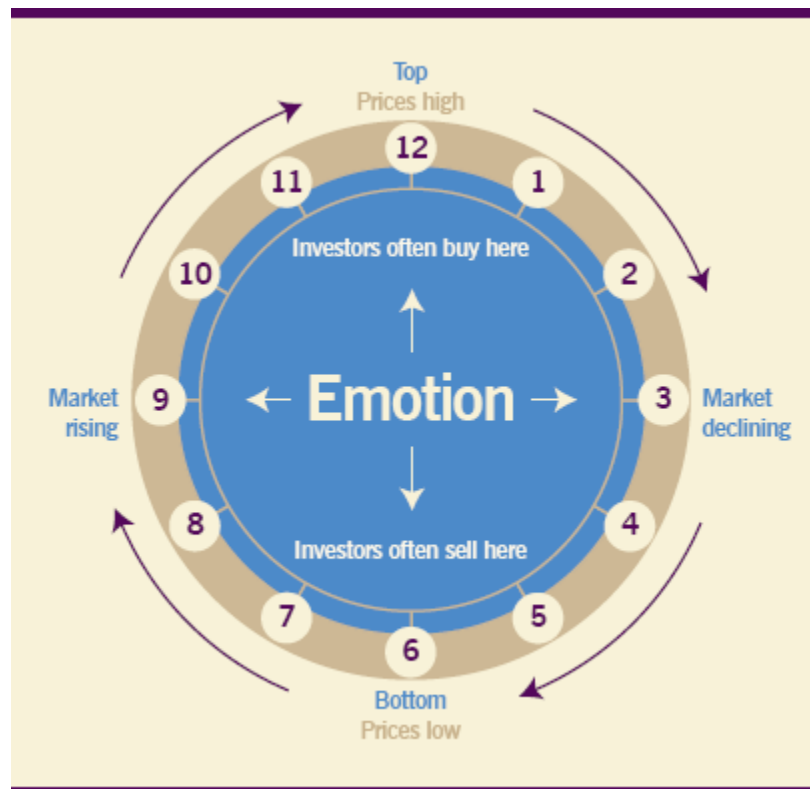 Top
Prices high
12
11
1
Investors often buy here
10
2
Market
rising
9
Emotion
3
Market
declining
8
4
Investors often sell here
7
5
6
Bottom
Prices low